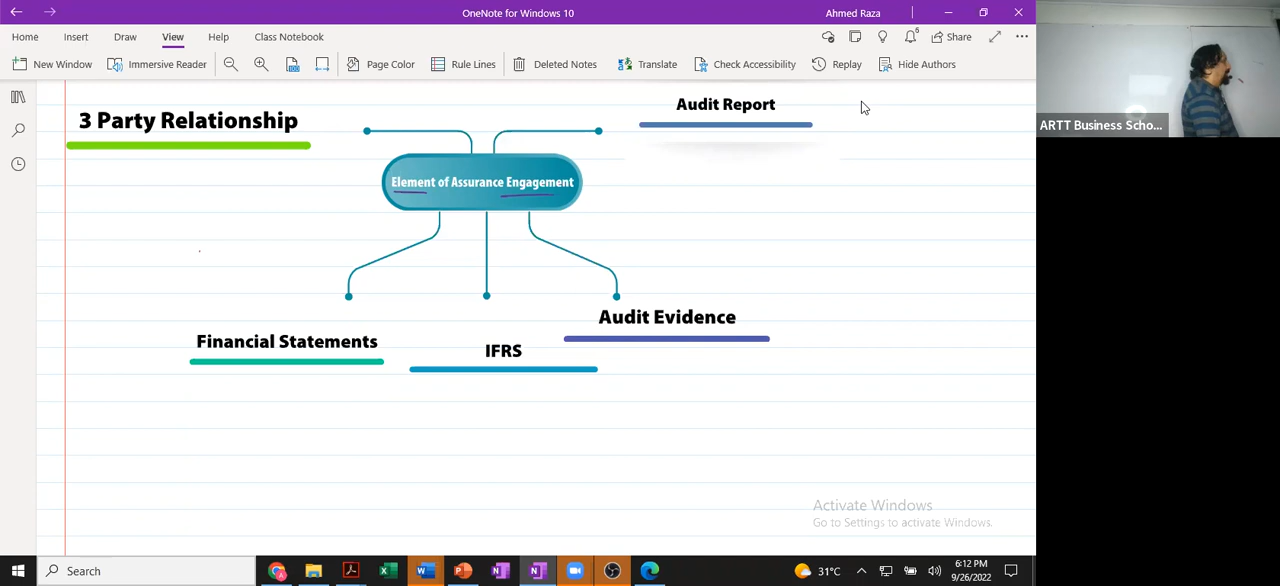 OneNote for Windows 10
Ahmed Raza
Home Insert Draw View Help Class Notebook
6
Share
New Window Immersive Reader Page Color Rule Lines Deleted Notes Translate Check Accessibility Replay Hide Authors
ARTT Business Scho...
Audit Report
3 Party Relationship
Element of Assurance Engagement
Audit Evidence
Financial Statements
IFRS
Activate Windows
Go to Settings to activate Windows.
Search
31°C
6:12 PM
9/26/2022